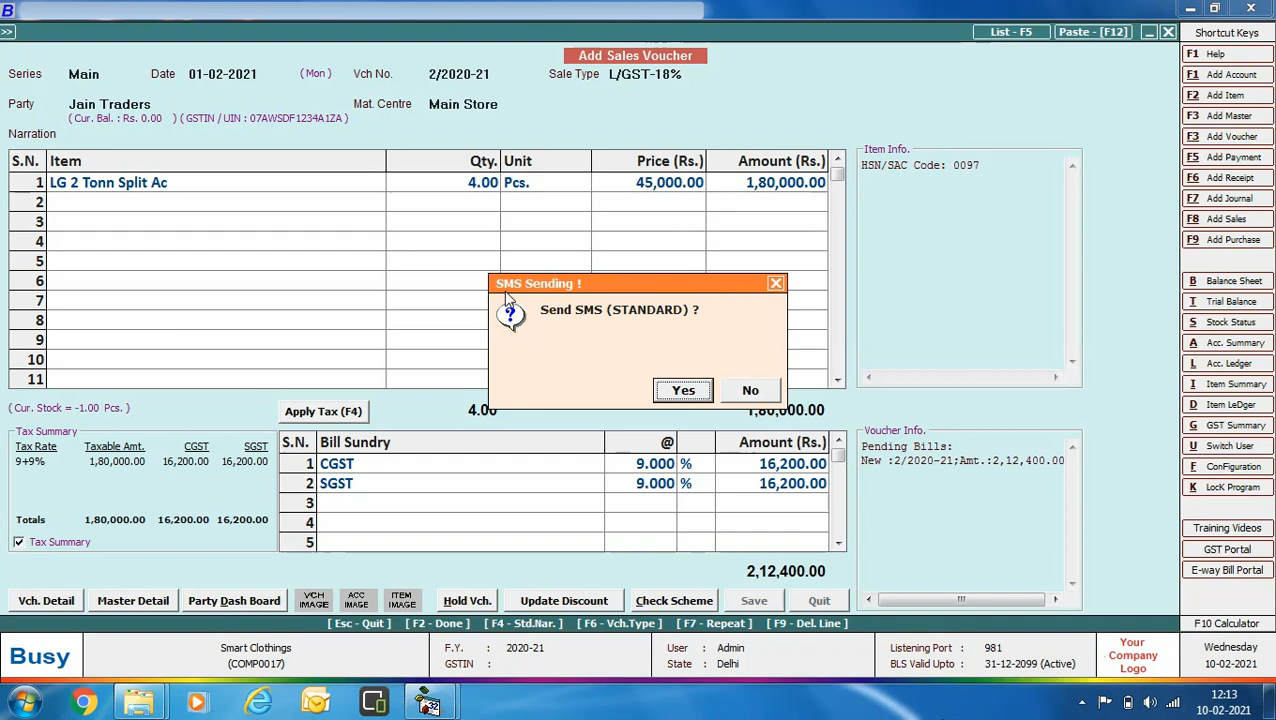 B
>>
List - F5
Paste - [F12]
Shortcut Keys
Add Sales Voucher
Series Main Date 01-02-2021 (Mon) Vch No. 2/2020-21 Sale Type L/GST-18%
Party Jain Traders Mat. Centre Main Store
( Cur. Bal. : Rs. 0.00 ) ( GSTIN / UIN : 07AWSDF1234A1ZA )
Narration
S.N. Item Qty. Unit Price (Rs.) Amount (Rs.)
1 LG 2 Tonn Split Ac 4.00 Pcs. 45,000.00 1,80,000.00
2
3
4
5
6
7
8
9
10
11
Item Info.
HSN/SAC Code: 0097
SMS Sending !
Send SMS (STANDARD) ?
Yes No
( Cur. Stock = -1.00 Pcs. )
Apply Tax (F4)
4.00 1,80,000.00
Tax Summary
Tax Rate Taxable Amt. CGST SGST
9+9% 1,80,000.00 16,200.00 16,200.00
Totals 1,80,000.00 16,200.00 16,200.00
Tax Summary
S.N. Bill Sundry @ Amount (Rs.)
1 CGST 9.000 % 16,200.00
2 SGST 9.000 % 16,200.00
3
4
5
2,12,400.00
Voucher Info.
Pending Bills:
New :2/2020-21;Amt.:2,12,400.00
Vch. Detail Master Detail Party Dash Board VCH IMAGE ACC IMAGE ITEM IMAGE Hold Vch. Update Discount Check Scheme Save Quit
[ Esc - Quit ] [ F2 - Done ] [ F4 - Std.Nar. ] [ F6 - Vch.Type ] [ F7 - Repeat ] [ F9 - Del. Line ]
F1 Help
F1 Add Account
F2 Add Item
F3 Add Master
F3 Add Voucher
F5 Add Payment
F6 Add Receipt
F7 Add Journal
F8 Add Sales
F9 Add Purchase
B Balance Sheet
T Trial Balance
S Stock Status
A Acc. Summary
L Acc. Ledger
I Item Summary
D Item LeDger
G GST Summary
U Switch User
F ConFiguration
K LocK Program
Training Videos
GST Portal
E-way Bill Portal
F10 Calculator
Busy
Smart Clothings
(COMP0017)
F.Y. : 2020-21
GSTIN :
User : Admin
State : Delhi
Listening Port : 981
BLS Valid Upto : 31-12-2099 (Active)
Your
Company
Logo
Wednesday
10-02-2021
12:13
10-02-2021